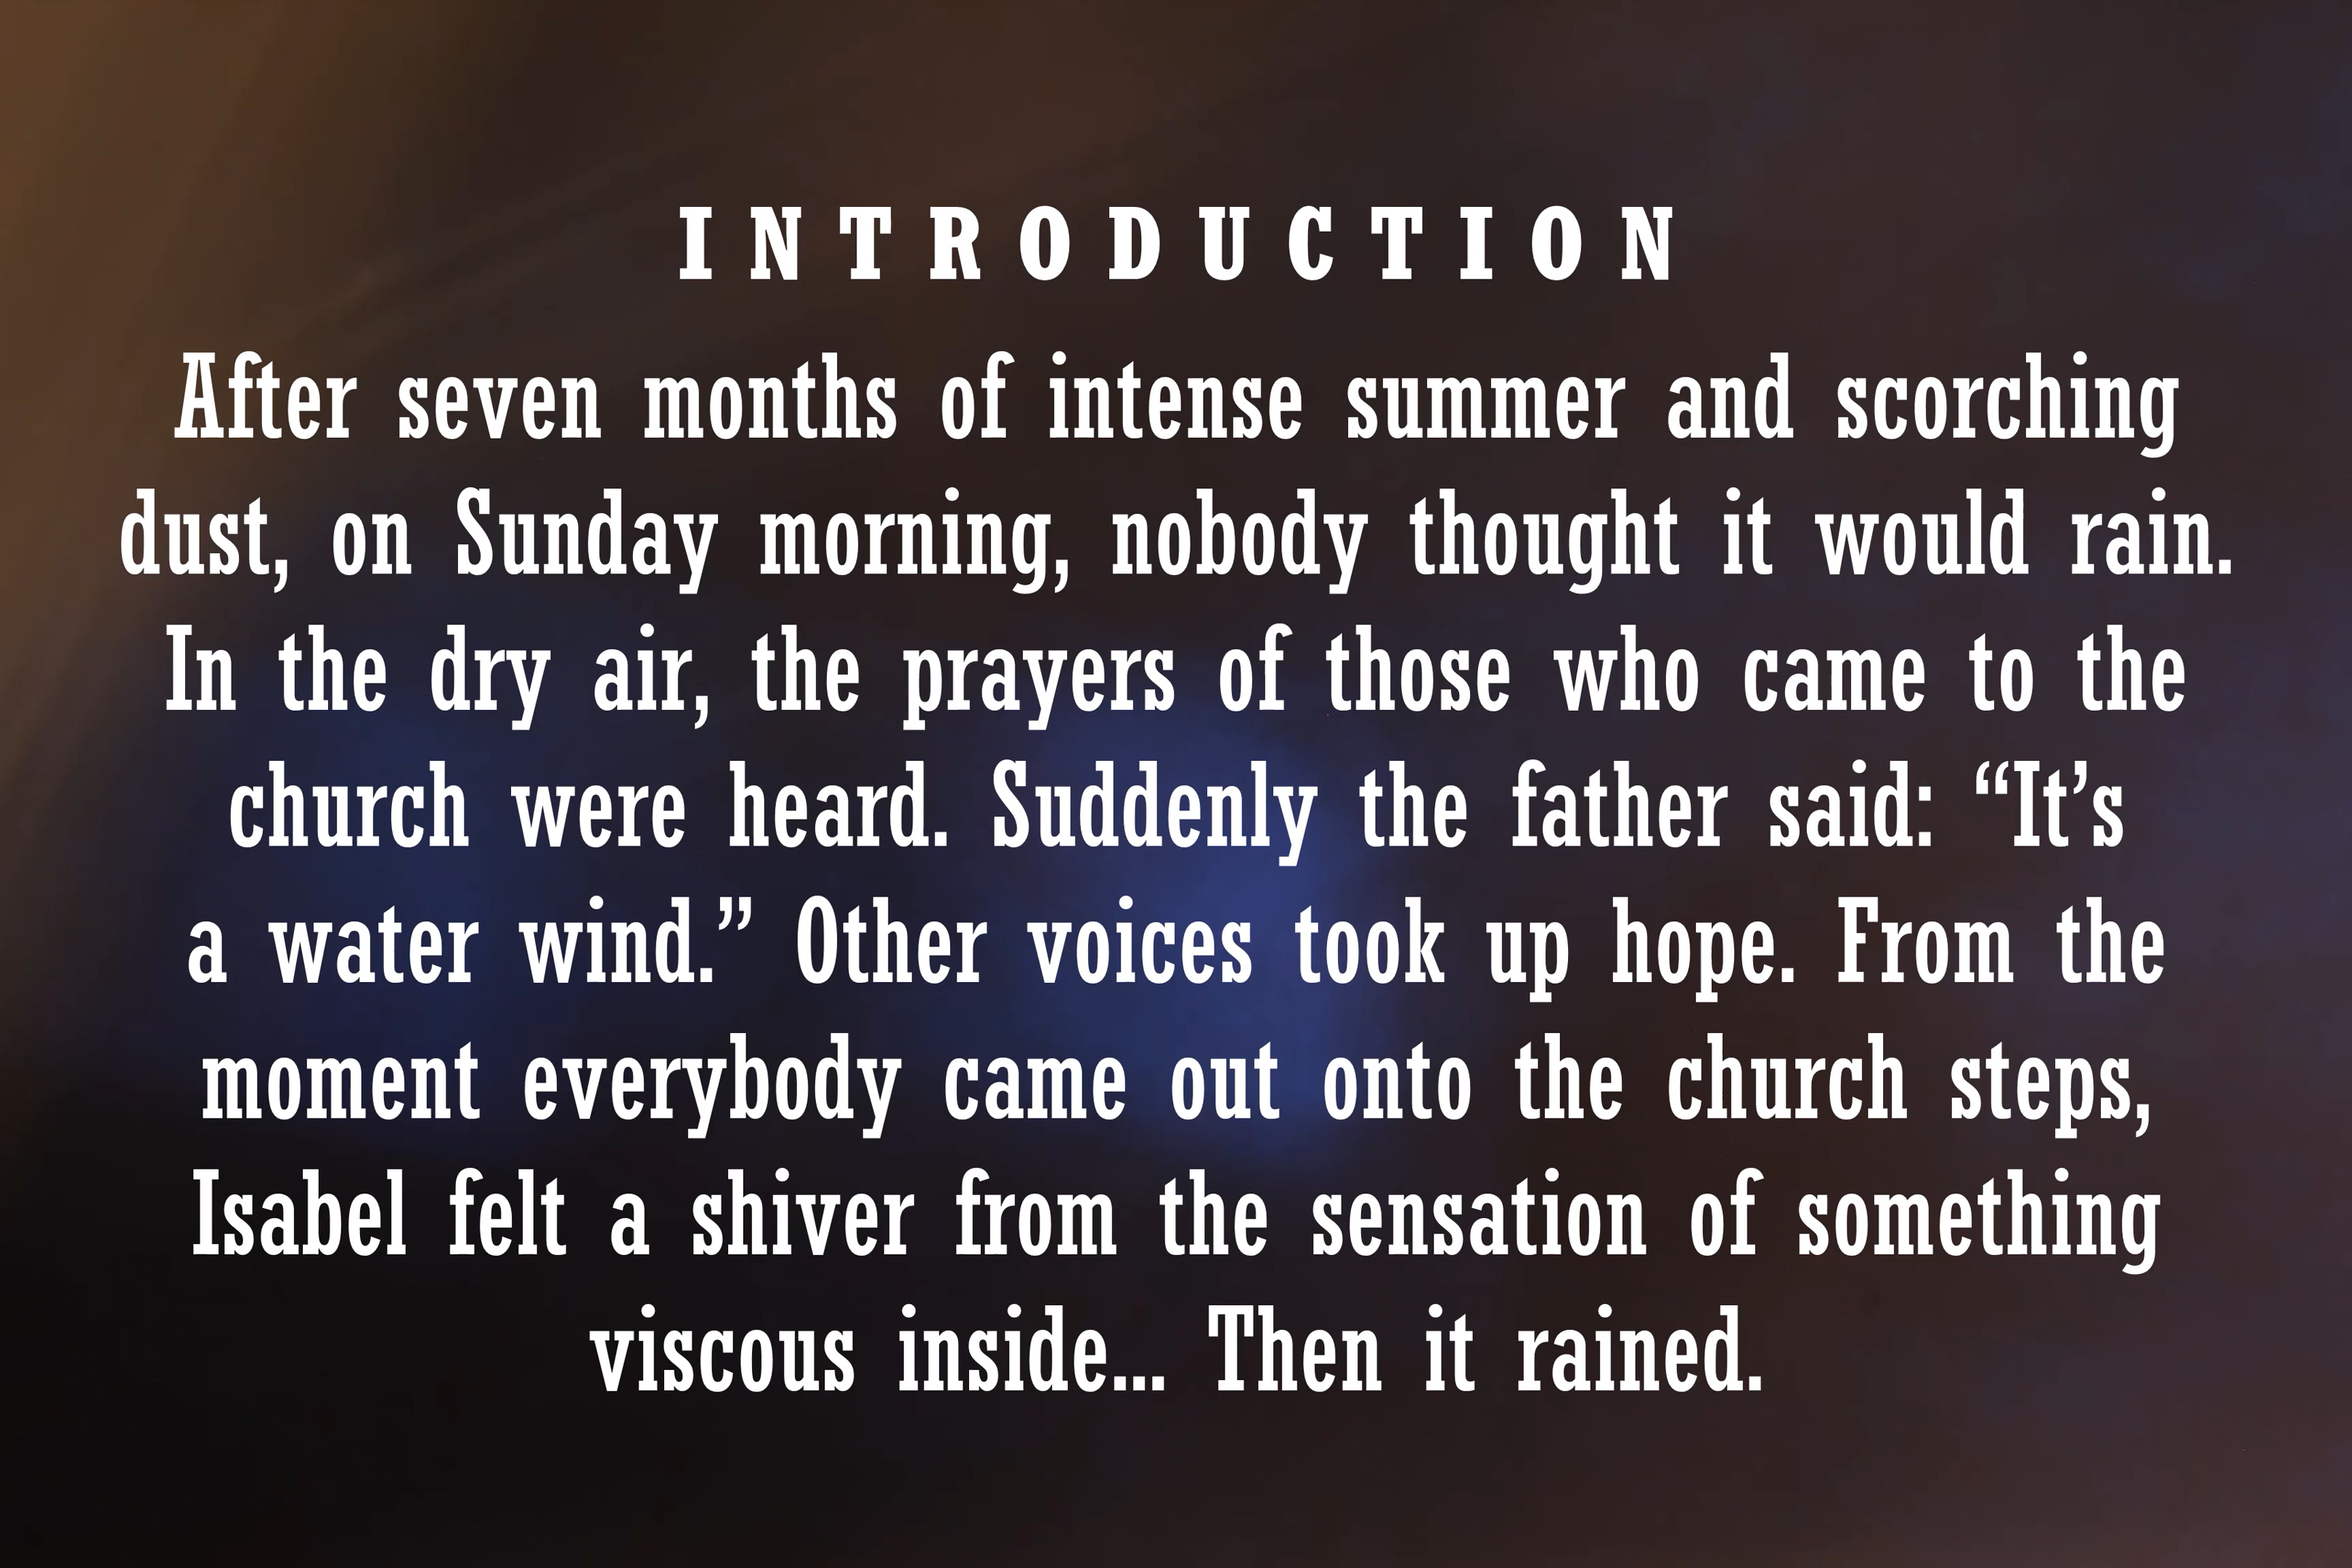 INTRODUCTION
After seven months of intense summer and scorching
dust, on Sunday morning, nobody thought it would rain.
In the dry air, the prayers of those who came to the
church were heard. Suddenly the father said: “It’s
a water wind.” Other voices took up hope. From the
moment everybody came out onto the church steps,
Isabel felt a shiver from the sensation of something
viscous inside... Then it rained.